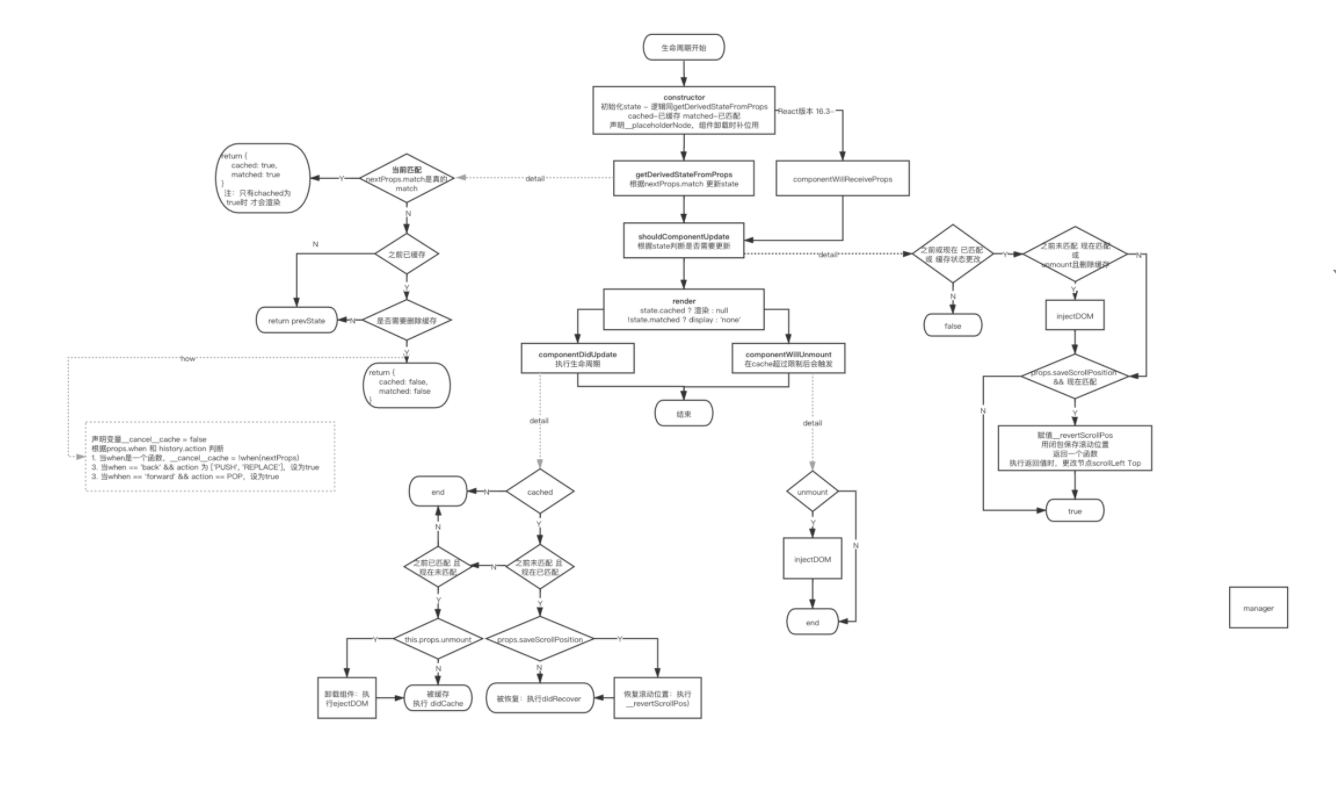 生命周期开始
constructor
初始化state - 逻辑同getDerivedStateFromProps
cached-已缓存 matched-已匹配
声明__placeholderNode，组件卸载时补位用
React版本 16.3-
getDerivedStateFromProps
根据nextProps.match 更新state
componentWillReceiveProps
detail
当前匹配
nextProps.match是真的
match
Y
return {
cached: true,
matched: true
}
注：只有chached为
true时 才会渲染
N
之前已缓存
N
Y
return prevState
N
是否需要删除缓存
Y
how
return {
cached: false,
matched: false
}
声明变量__cancel__cache = false
根据props.when 和 history.action 判断
1. 当when是一个函数，__cancel__cache = !when(nextProps)
3. 当when == 'back' && action 为 ['PUSH', 'REPLACE']，设为true
3. 当whhen == 'forward' && action == POP，设为true
shouldComponentUpdate
根据state判断是否需要更新
detail
之前或现在 已匹配
或 缓存状态更改
Y
N
false
之前未匹配 现在匹配
或
unmount且删除缓存
N
Y
injectDOM
props.saveScrollPosition
&& 现在匹配
N
Y
赋值__revertScrollPos
用闭包保存滚动位置
返回一个函数
执行返回值时，更改节点scrollLeft Top
true
render
state.cached ? 渲染 : null
!state.matched ? display : 'none'
componentDidUpdate
执行生命周期
componentWillUnmount
在cache超过限制后会触发
结束
detail
detail
cached
N
end
Y
N
之前未匹配 且
现在已匹配
N
之前已匹配 且
现在未匹配
Y
Y
this.props.unmount
Y
N
props.saveScrollPosition
Y
N
卸载组件：执
行ejectDOM
被缓存
执行 didCache
被恢复：执行didRecover
恢复滚动位置：执行
__revertScrollPos)
unmount
Y
N
injectDOM
end
manager